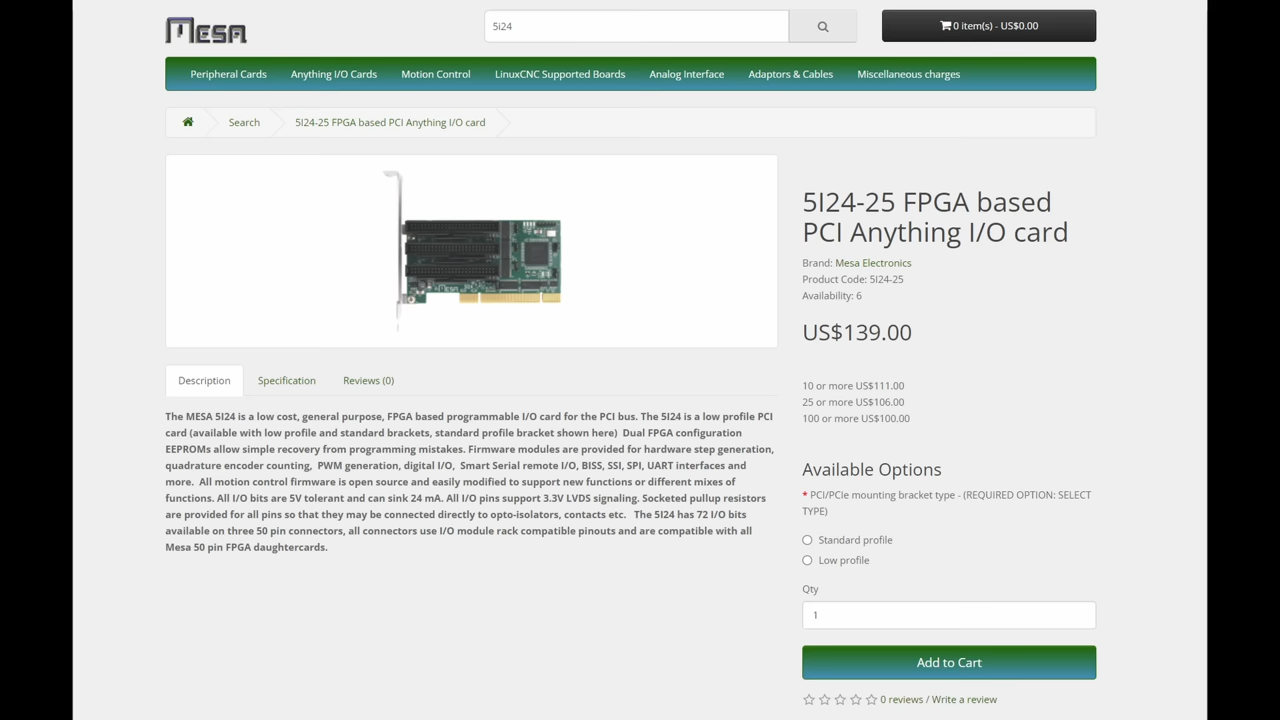 MESA
5i24
0 item(s) - US$0.00
Peripheral Cards
Anything I/O Cards
Motion Control
LinuxCNC Supported Boards
Analog Interface
Adaptors & Cables
Miscellaneous charges
Search
5I24-25 FPGA based PCI Anything I/O card
MESA
5I24-25 FPGA based
PCI Anything I/O card
Brand: Mesa Electronics
Product Code: 5I24-25
Availability: 6
US$139.00
10 or more US$111.00
25 or more US$106.00
100 or more US$100.00
Available Options
* PCI/PCIe mounting bracket type - (REQUIRED OPTION: SELECT
TYPE)
Standard profile
Low profile
Qty
1
Add to Cart
0 reviews / Write a review
Description
Specification
Reviews (0)
The MESA 5I24 is a low cost, general purpose, FPGA based programmable I/O card for the PCI bus. The 5I24 is a low profile PCI
card (available with low profile and standard brackets, standard profile bracket shown here)  Dual FPGA configuration
EEPROMs allow simple recovery from programming mistakes. Firmware modules are provided for hardware step generation,
quadrature encoder counting,  PWM generation, digital I/O,  Smart Serial remote I/O, BISS, SSI, SPI, UART interfaces and
more.  All motion control firmware is open source and easily modified to support new functions or different mixes of
functions. All I/O bits are 5V tolerant and can sink 24 mA. All I/O pins support 3.3V LVDS signaling. Socketed pullup resistors
are provided for all pins so that they may be connected directly to opto-isolators, contacts etc.   The 5I24 has 72 I/O bits
available on three 50 pin connectors, all connectors use I/O module rack compatible pinouts and are compatible with all
Mesa 50 pin FPGA daughtercards.